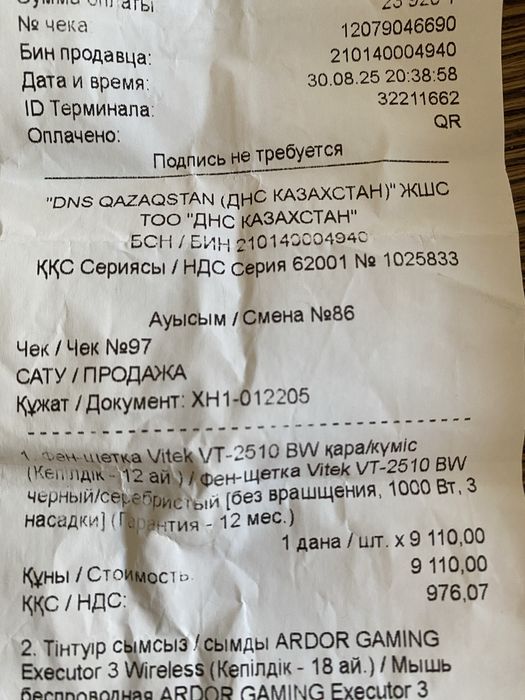 Сумма оплаты
№ чека 12079046690
Бин продавца: 210140004940
Дата и время: 30.08.25 20:38:58
ID Терминала: 32211662
Оплачено: QR
Подпись не требуется
"DNS QAZAQSTAN (ДНС КАЗАХСТАН)" ЖШС
ТОО "ДНС КАЗАХСТАН"
БСН / БИН 210140004940
ҚҚС Сериясы / НДС Серия 62001 № 1025833
Ауысым / Смена №86
Чек / Чек №97
САТУ / ПРОДАЖА
Құжат / Документ: ХН1-012205
1. Фен-щетка Vitek VT-2510 BW қара/күміс
(Кепілдік - 12 ай ) / Фен-щетка Vitek VT-2510 BW
черный/серебристый [без вращщения, 1000 Вт, 3
насадки] (Гарантия - 12 мес.)
1 дана / шт. x 9 110,00
Құны / Стоимость. 9 110,00
ҚҚС / НДС: 976,07
2. Тінтуір сымсыз / сымды ARDOR GAMING
Executor 3 Wireless (Кепілдік - 18 ай.) / Мышь
беспроводная ARDOR GAMING Executor 3